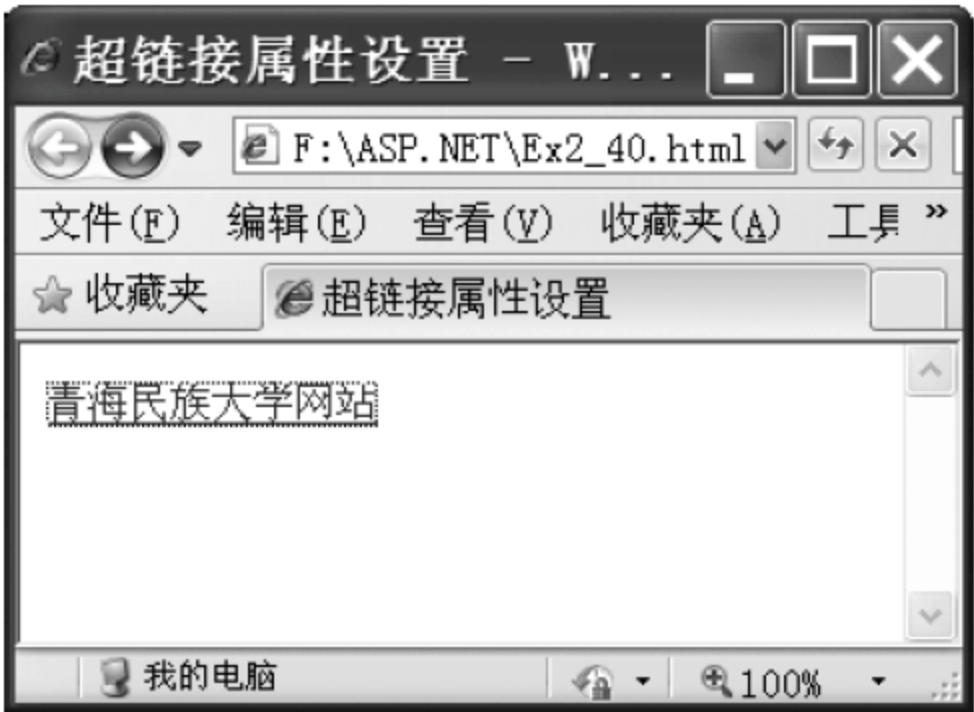 超链接属性设置 - W...
F:\ASP.NET\Ex2_40.html
文件(F) 编辑(E) 查看(V) 收藏夹(A) 工具 »
收藏夹 超链接属性设置
青海民族大学网站
我的电脑 100%